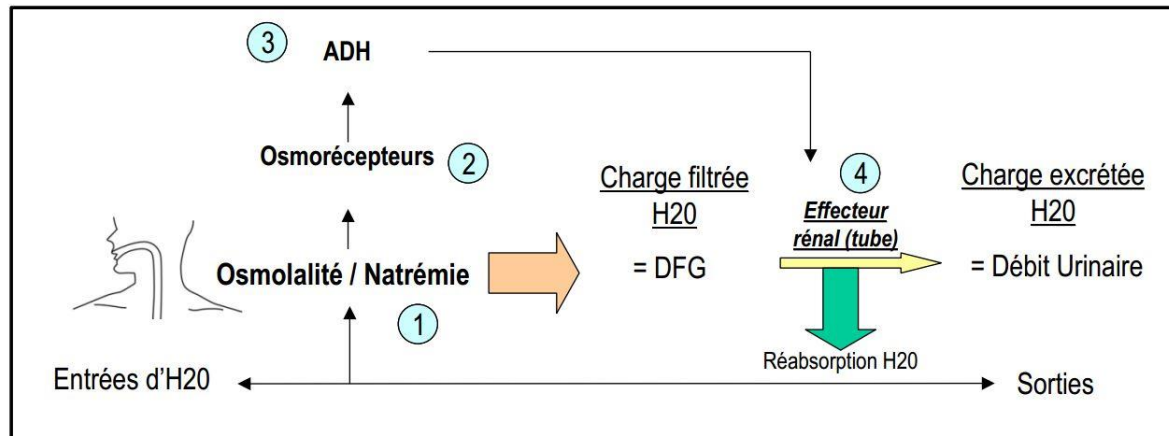 3
ADH
Osmorécepteurs
2
Osmolalité / Natrémie
1
Charge filtrée
H20
= DFG
4
Effecteur
rénal (tube)
Charge excrétée
H20
= Débit Urinaire
Réabsorption H20
Entrées d'H20
Sorties